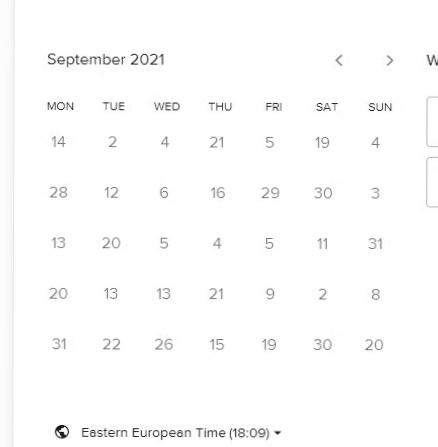 September 2021
W
MON TUE WED THU FRI SAT SUN
14 2 4 21 5 19 4
28 12 6 16 29 30 3
13 20 5 4 5 11 31
20 13 13 21 9 2 8
31 22 26 15 19 30 20
Eastern European Time (18:09)